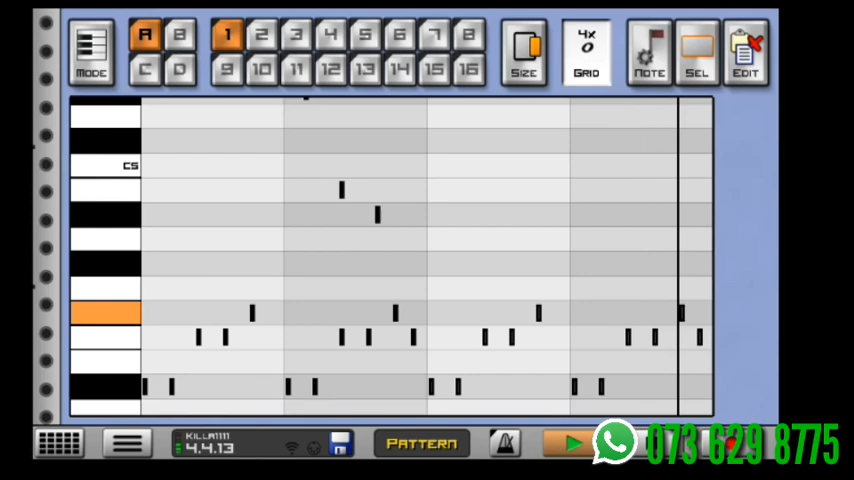 A B 1 2 3 4 5 6 7 8 4x
MODE C D 9 10 11 12 13 14 15 16 SIZE GRID NOTE SEL EDIT
C5
KILLA1111
4.4.13
PATTERN
073 629 8775